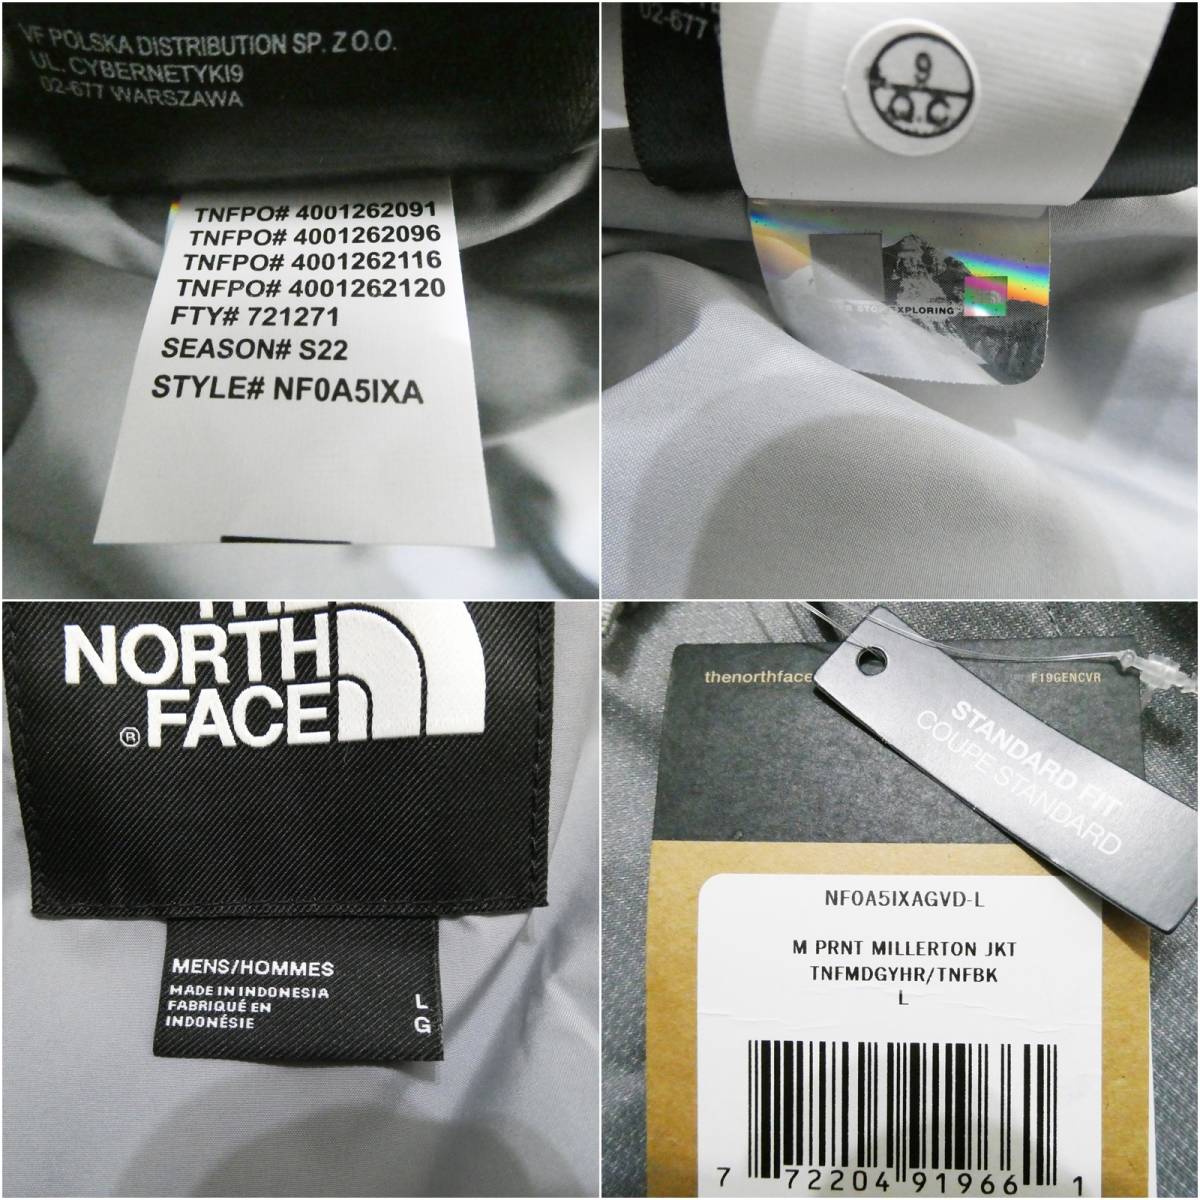 VF POLSKA DISTRIBUTION SP. Z O.O.
UL. CYBERNETYKI9
02-677 WARSZAWA
TNFPO# 4001262091
TNFPO# 4001262096
TNFPO# 4001262116
TNFPO# 4001262120
FTY# 721271
SEASON# S22
STYLE# NF0A5IXA
02-677
9
Q.C
STOP EXPLORING
NORTH
FACE
®
MENS/HOMMES
MADE IN INDONESIA
FABRIQUÉ EN
INDONÉSIE
L
G
thenorthface
F19GENCVR
STANDARD FIT
COUPE STANDARD
NF0A5IXAGVD-L
M PRNT MILLERTON JKT
TNFMDGYHR/TNFBK
L
7 72204 91966 1